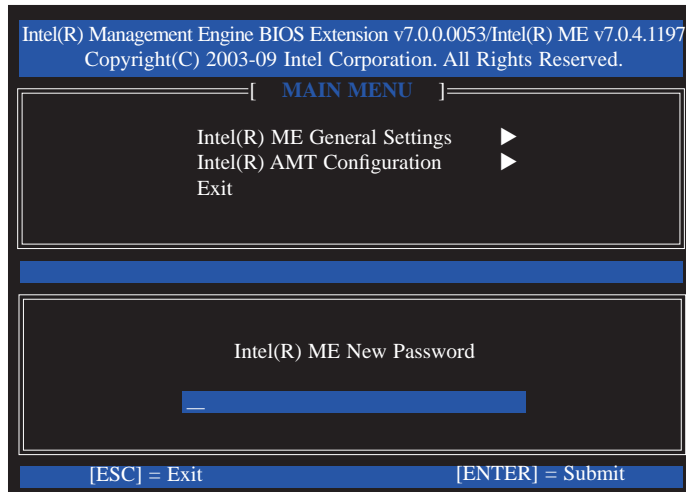 Intel(R) Management Engine BIOS Extension v7.0.0.0053/Intel(R) ME v7.0.4.1197
Copyright(C) 2003-09 Intel Corporation. All Rights Reserved.
[ MAIN MENU ]
Intel(R) ME General Settings ▶
Intel(R) AMT Configuration ▶
Exit
Intel(R) ME New Password
_
[ESC] = Exit [ENTER] = Submit